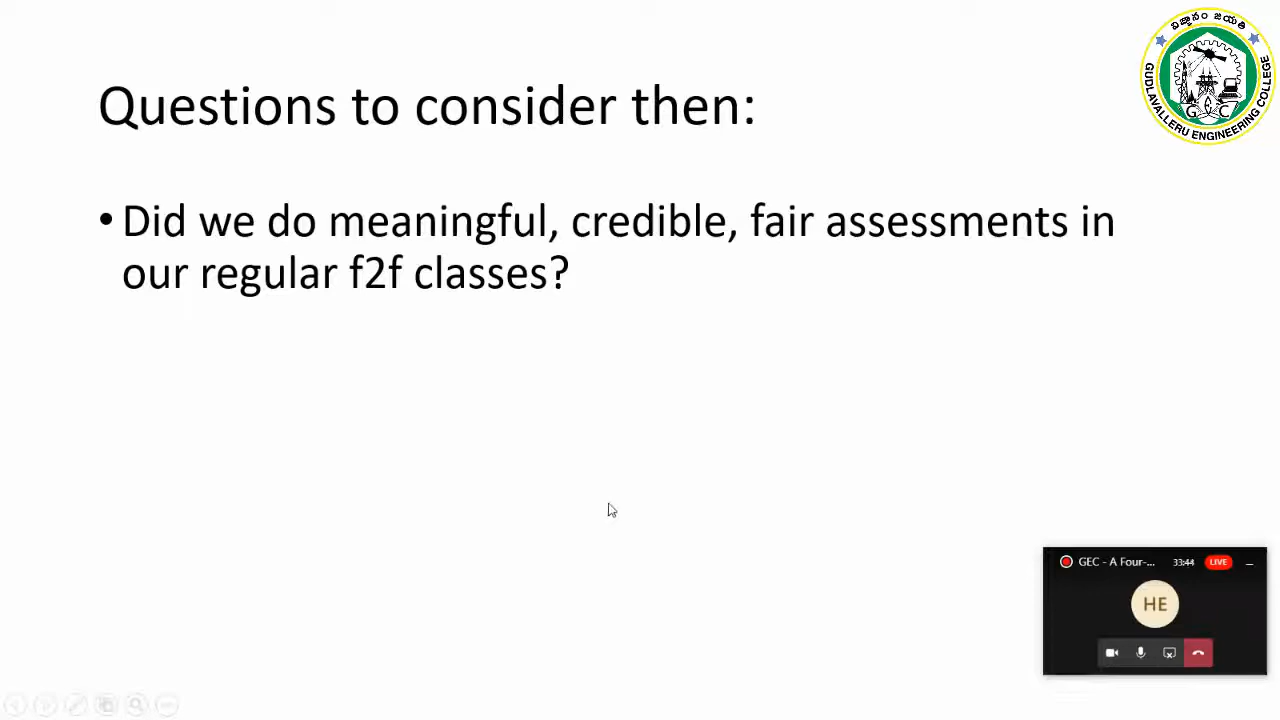 విజ్ఞానం జయతి
GUDLAVALLERU ENGINEERING COLLEGE
G E C
Questions to consider then:
• Did we do meaningful, credible, fair assessments in
our regular f2f classes?
GEC - A Four-... 33:44 LIVE
HE